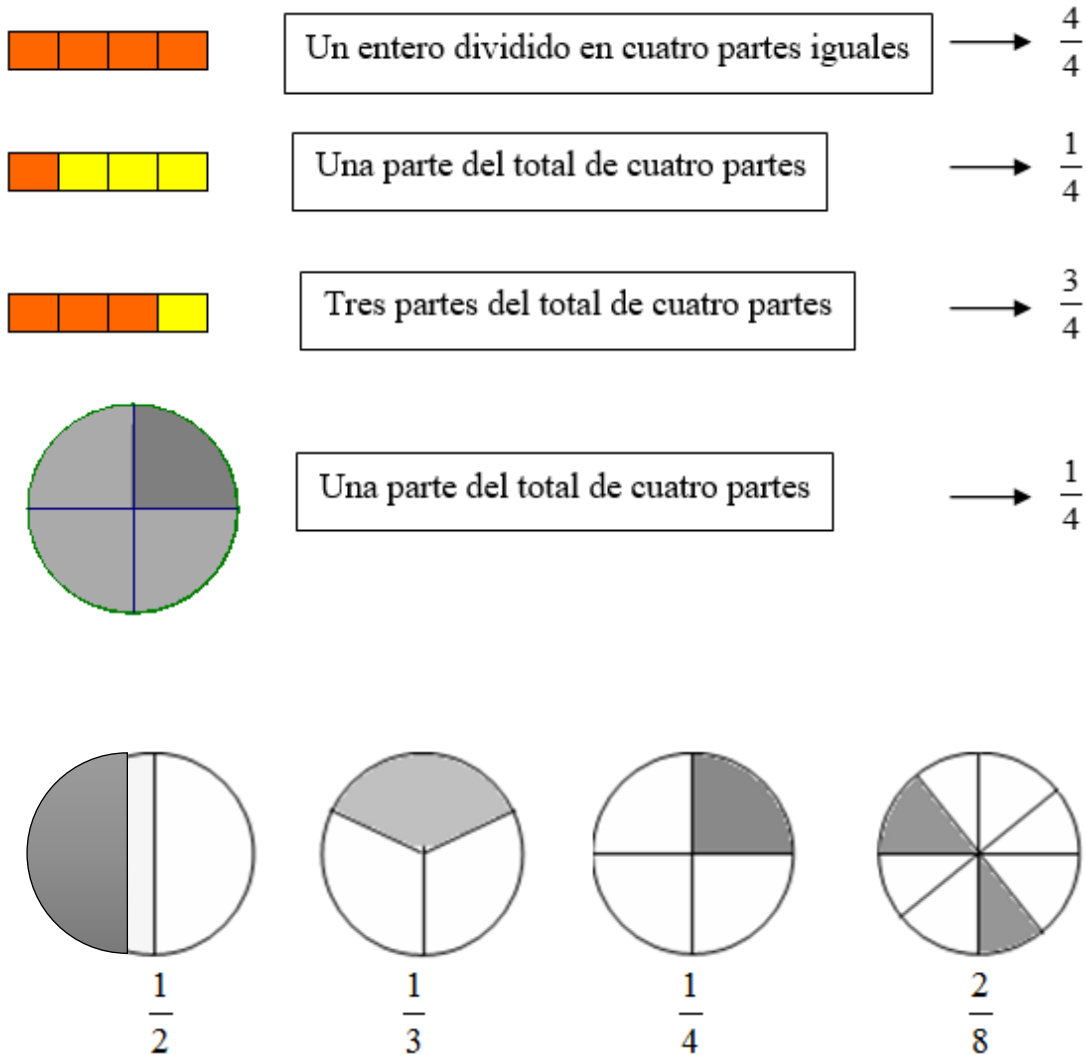 Un entero dividido en cuatro partes iguales 4/4
Una parte del total de cuatro partes 1/4
Tres partes del total de cuatro partes 3/4
Una parte del total de cuatro partes 1/4
1/2 1/3 1/4 2/8